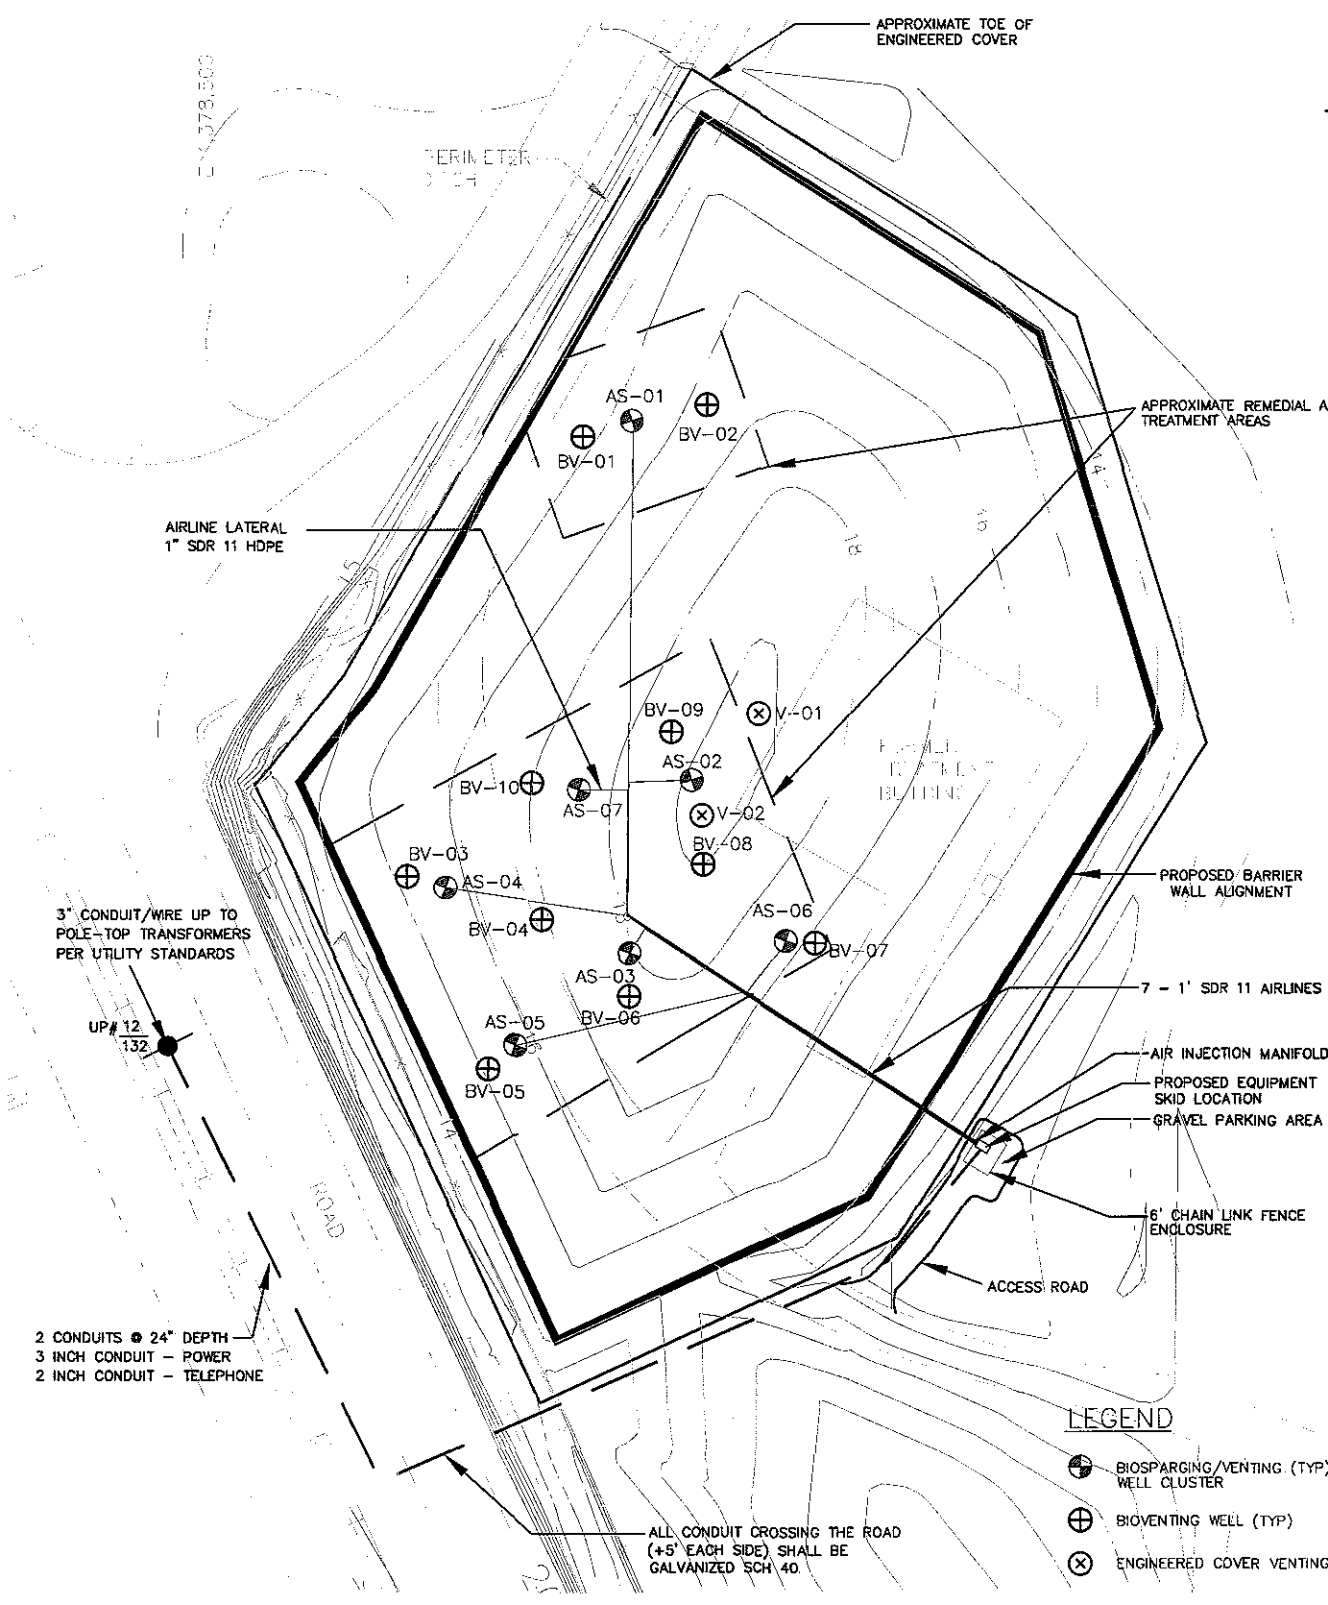 APPROXIMATE TOE OF
ENGINEERED COVER
PERIMETER
DITCH
AS-01
BV-02
BV-01
APPROXIMATE REMEDIAL A
TREATMENT AREAS
14
16
18
AIRLINE LATERAL
1" SDR 11 HDPE
15
BV-09
V-01
AS-02
BV-10
AS-07
V-02
BV-08
BV-03
AS-04
PROPOSED BARRIER
WALL ALIGNMENT
3" CONDUIT/WIRE UP TO
POLE-TOP TRANSFORMERS
PER UTILITY STANDARDS
AS-06
BV-04
BV-07
AS-03
7 - 1' SDR 11 AIRLINES
BV-06
AS-05
16
UP# 12
132
BV-05
AIR INJECTION MANIFOLD
PROPOSED EQUIPMENT
SKID LOCATION
GRAVEL PARKING AREA
14
ROAD
6' CHAIN LINK FENCE
ENCLOSURE
ACCESS ROAD
2 CONDUITS @ 24" DEPTH
3 INCH CONDUIT - POWER
2 INCH CONDUIT - TELEPHONE
LEGEND
BIOSPARGING/VENTING (TYP)
WELL CLUSTER
BIOVENTING WELL (TYP)
ENGINEERED COVER VENTING
ALL CONDUIT CROSSING THE ROAD
(+5' EACH SIDE) SHALL BE
GALVANIZED SCH 40.